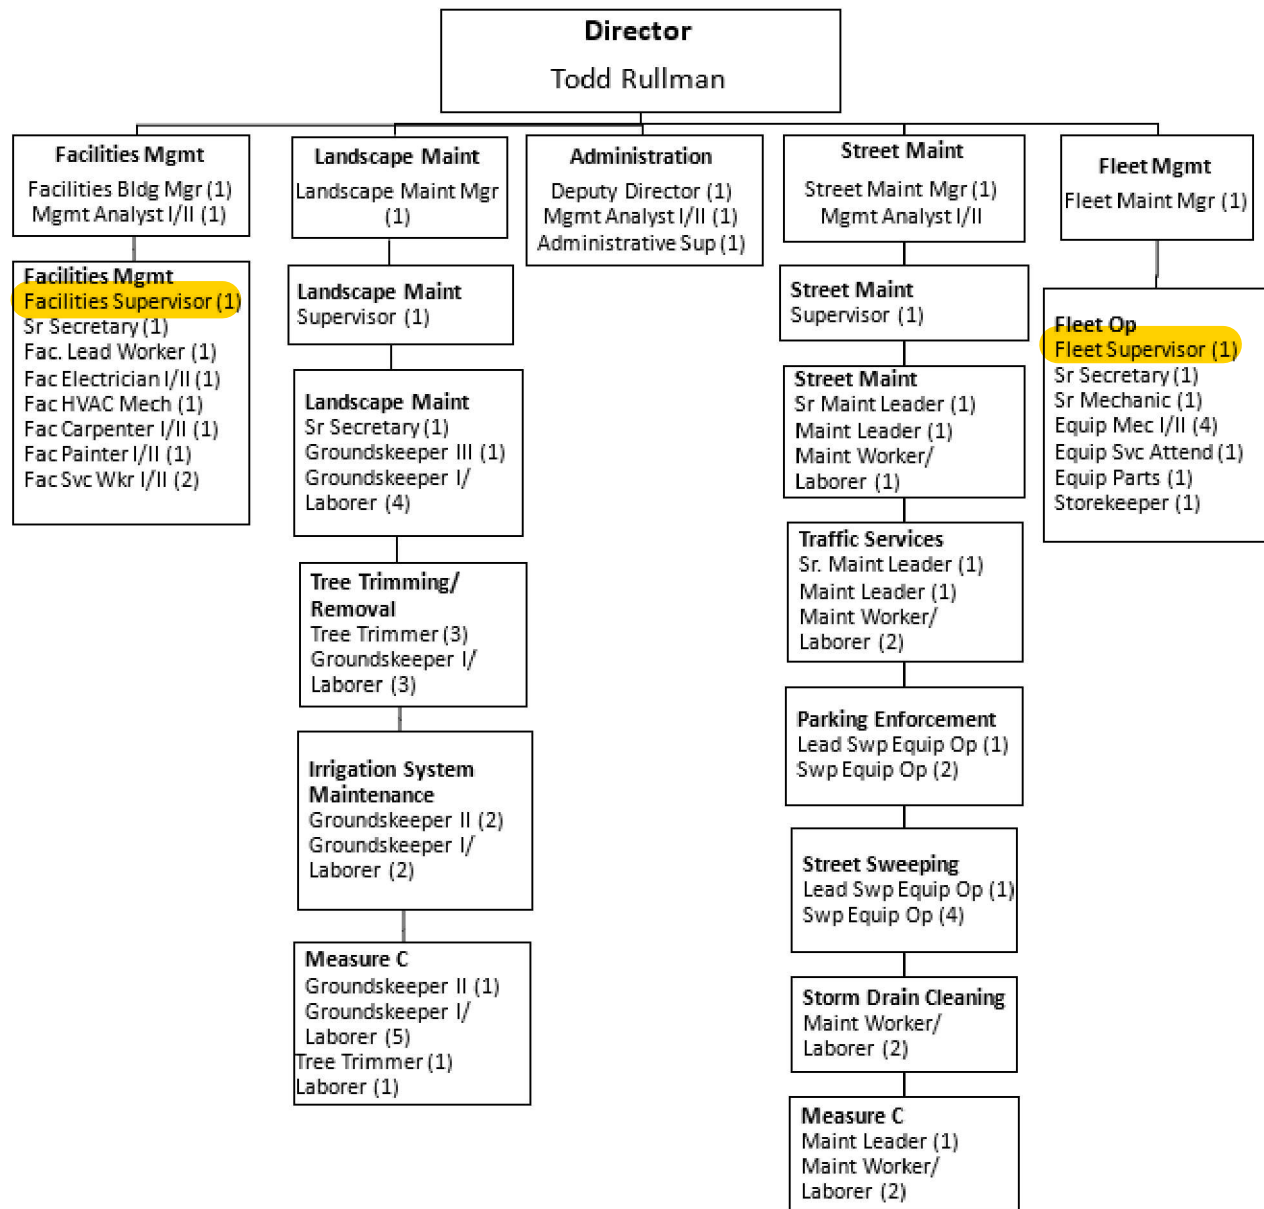 Director
Todd Rullman
Facilities Mgmt
Facilities Bldg Mgr (1)
Mgmt Analyst I/II (1)
Facilities Mgmt
Facilities Supervisor (1)
Sr Secretary (1)
Fac. Lead Worker (1)
Fac Electrician I/II (1)
Fac HVAC Mech (1)
Fac Carpenter I/II (1)
Fac Painter I/II (1)
Fac Svc Wkr I/II (2)
Landscape Maint
Landscape Maint Mgr
(1)
Landscape Maint
Supervisor (1)
Landscape Maint
Sr Secretary (1)
Groundskeeper III (1)
Groundskeeper I/
Laborer (4)
Tree Trimming/
Removal
Tree Trimmer (3)
Groundskeeper I/
Laborer (3)
Irrigation System
Maintenance
Groundskeeper II (2)
Groundskeeper I/
Laborer (2)
Measure C
Groundskeeper II (1)
Groundskeeper I/
Laborer (5)
Tree Trimmer (1)
Laborer (1)
Administration
Deputy Director (1)
Mgmt Analyst I/II (1)
Administrative Sup (1)
Street Maint
Street Maint Mgr (1)
Mgmt Analyst I/II
Street Maint
Supervisor (1)
Street Maint
Sr Maint Leader (1)
Maint Leader (1)
Maint Worker/
Laborer (1)
Traffic Services
Sr. Maint Leader (1)
Maint Leader (1)
Maint Worker/
Laborer (2)
Parking Enforcement
Lead Swp Equip Op (1)
Swp Equip Op (2)
Street Sweeping
Lead Swp Equip Op (1)
Swp Equip Op (4)
Storm Drain Cleaning
Maint Worker/
Laborer (2)
Measure C
Maint Leader (1)
Maint Worker/
Laborer (2)
Fleet Mgmt
Fleet Maint Mgr (1)
Fleet Op
Fleet Supervisor (1)
Sr Secretary (1)
Sr Mechanic (1)
Equip Mec I/II (4)
Equip Svc Attend (1)
Equip Parts (1)
Storekeeper (1)